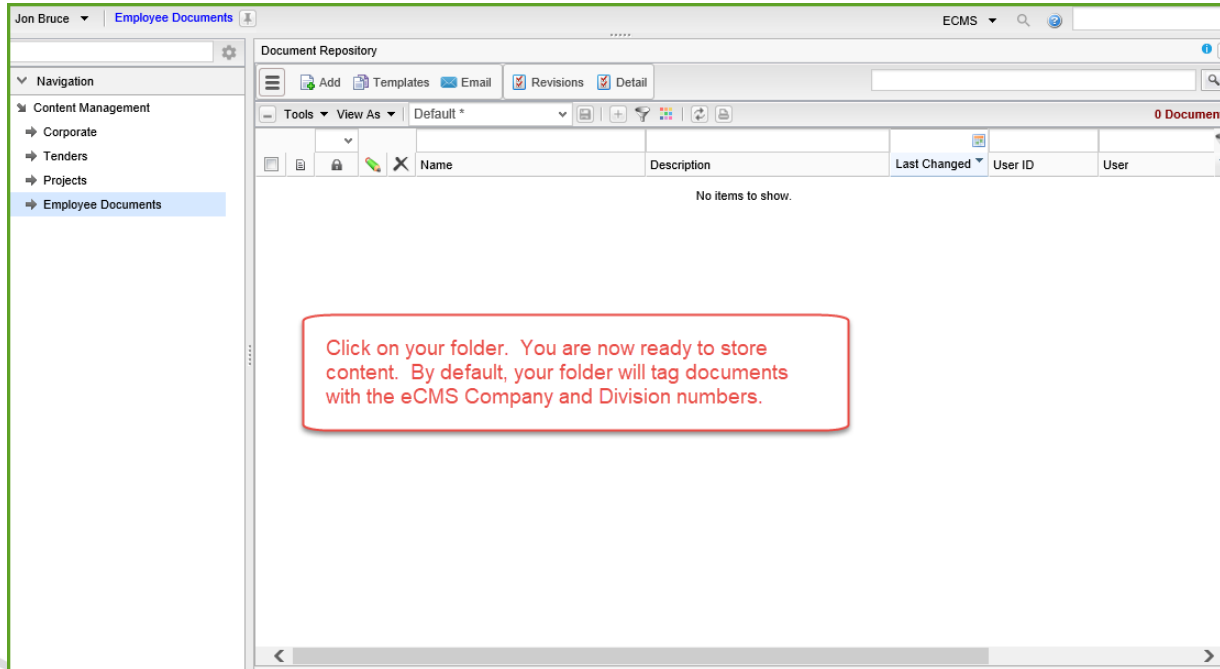 Jon Bruce Employee Documents ECMS
Document Repository
Navigation
Add Templates Email Revisions Detail
Content Management
Tools View As Default * 0 Documen
Corporate
Tenders
Name Description Last Changed User ID User
Projects
No items to show.
Employee Documents
Click on your folder.  You are now ready to store
content.  By default, your folder will tag documents
with the eCMS Company and Division numbers.